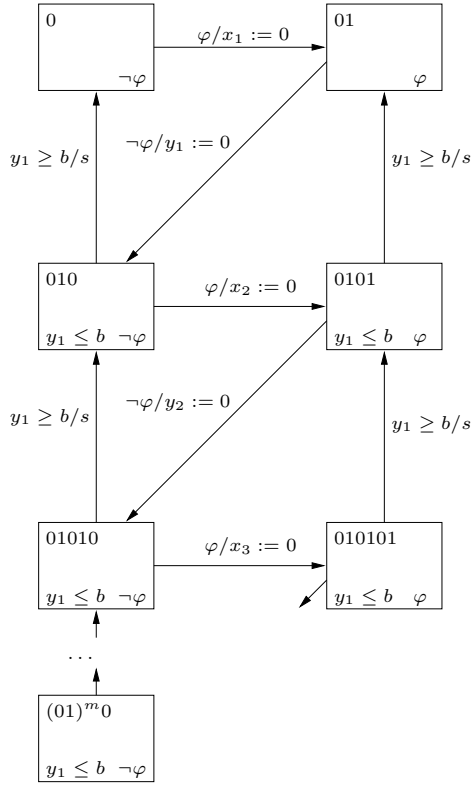 0
¬φ
φ/x₁ := 0
01
φ
y₁ ≥ b/s
¬φ/y₁ := 0
y₁ ≥ b/s
010
y₁ ≤ b ¬φ
φ/x₂ := 0
0101
y₁ ≤ b φ
y₁ ≥ b/s
¬φ/y₂ := 0
y₁ ≥ b/s
01010
y₁ ≤ b ¬φ
φ/x₃ := 0
010101
y₁ ≤ b φ
...
(01)ᵐ0
y₁ ≤ b ¬φ